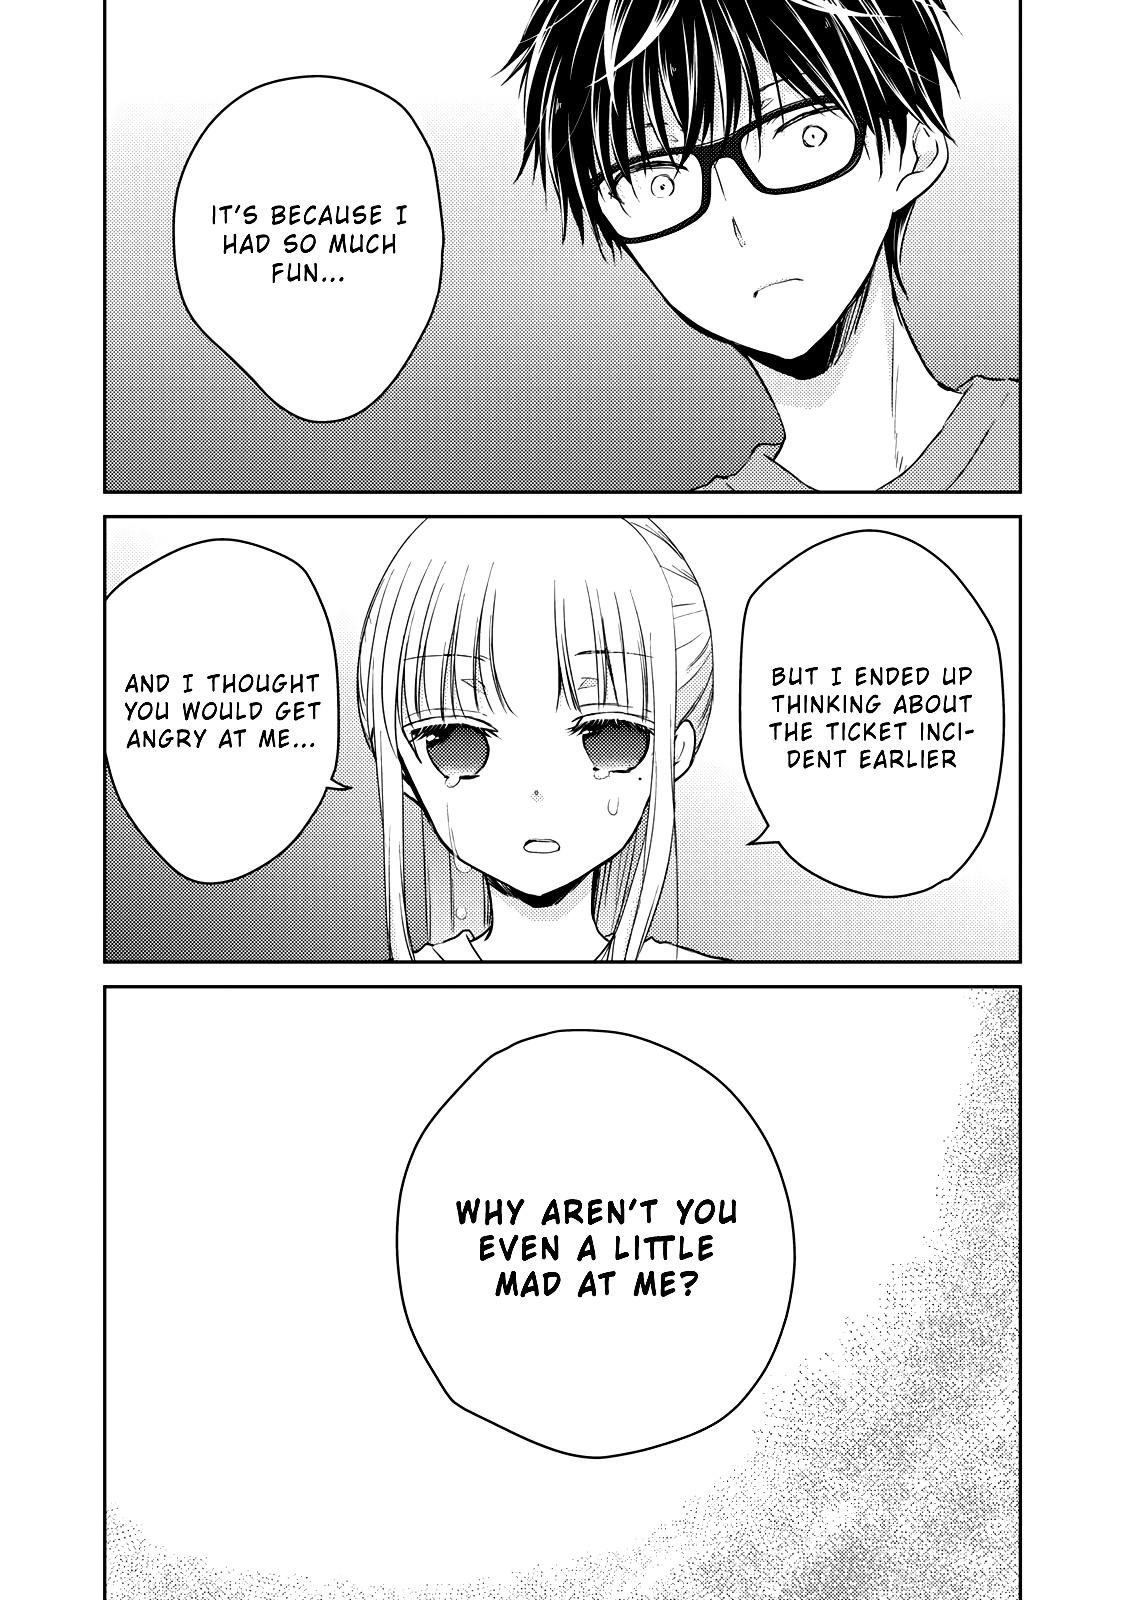 IT'S BECAUSE I
HAD SO MUCH
FUN...
BUT I ENDED UP
THINKING ABOUT
THE TICKET INCI-
DENT EARLIER
AND I THOUGHT
YOU WOULD GET
ANGRY AT ME...
WHY AREN'T YOU
EVEN A LITTLE
MAD AT ME?